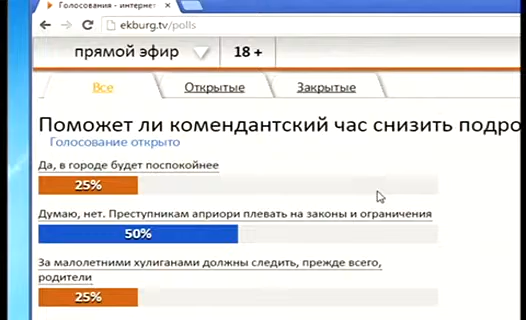 Голосования - интернет
ekburg.tv/polls
прямой эфир
18 +
Все
Открытые
Закрытые
Поможет ли комендантский час снизить подро
Голосование открыто
Да, в городе будет поспокойнее
25%
Думаю, нет. Преступникам априори плевать на законы и ограничения
50%
За малолетними хулиганами должны следить, прежде всего,
родители
25%